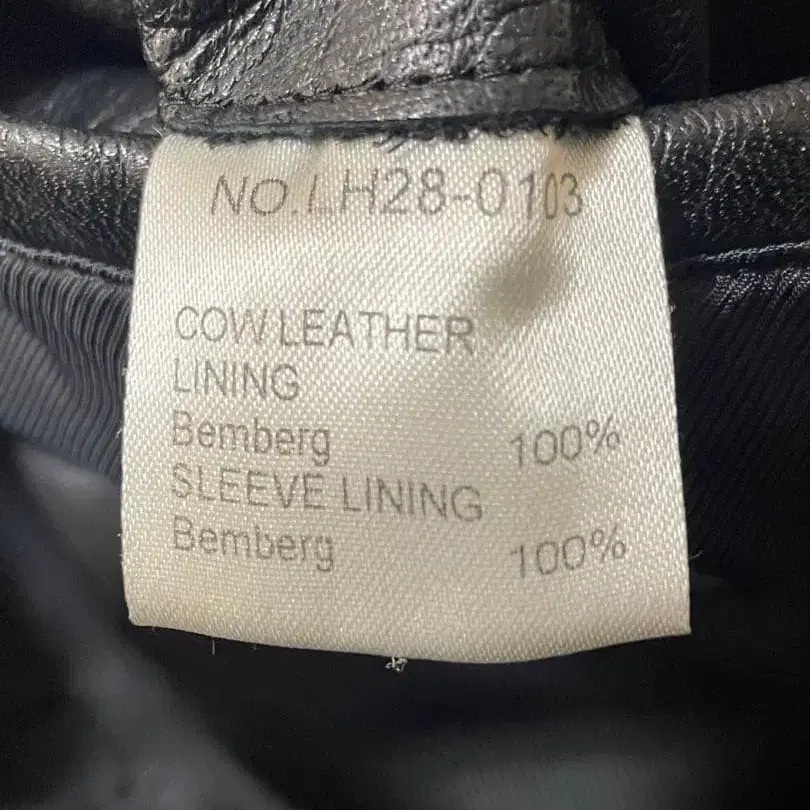 NO.LH28-0103
COW LEATHER
LINING
Bemberg 100%
SLEEVE LINING
Bemberg 100%